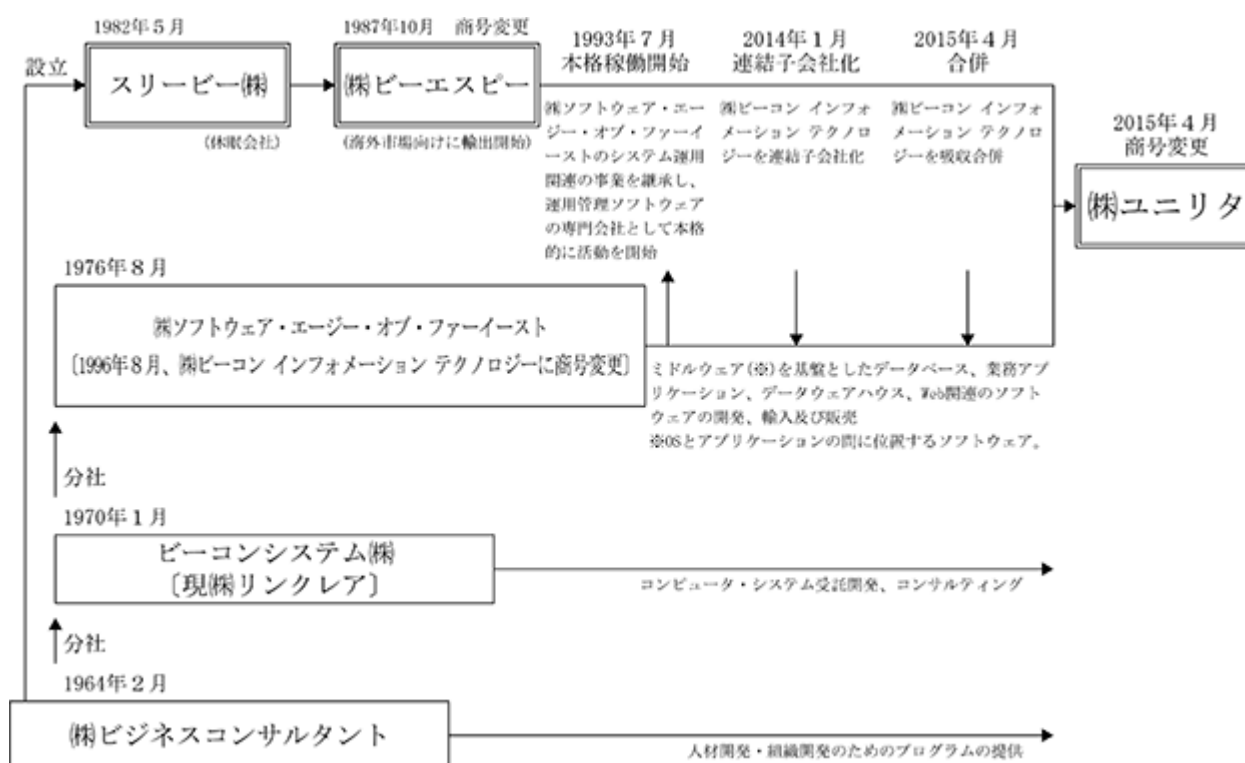 1982年5月
設立
スリービー㈱
(休眠会社)
1987年10月 商号変更
㈱ビーエスピー
(海外市場向けに輸出開始)
1993年7月
本格稼働開始
㈱ソフトウェア・エー
ジー・オブ・ファーイ
ーストのシステム運用
関連の事業を継承し、
運用管理ソフトウェア
の専門会社として本格
的に活動を開始
2014年1月
連結子会社化
㈱ビーコン インフォ
メーション テクノロ
ジーを連結子会社化
2015年4月
合併
㈱ビーコン インフォ
メーション テクノロ
ジーを吸収合併
2015年4月
商号変更
㈱ユニリタ
1976年8月
㈱ソフトウェア・エージー・オブ・ファーイースト
〔1996年8月、㈱ビーコン インフォメーション テクノロジーに商号変更〕
ミドルウェア(※)を基盤としたデータベース、業務アプ
リケーション、データウェアハウス、Web関連のソフト
ウェアの開発、輸入及び販売
※OSとアプリケーションの間に位置するソフトウェア。
分社
1970年1月
ビーコンシステム㈱
〔現㈱リンクレア〕
コンピュータ・システム受託開発、コンサルティング
分社
1964年2月
㈱ビジネスコンサルタント
人材開発・組織開発のためのプログラムの提供